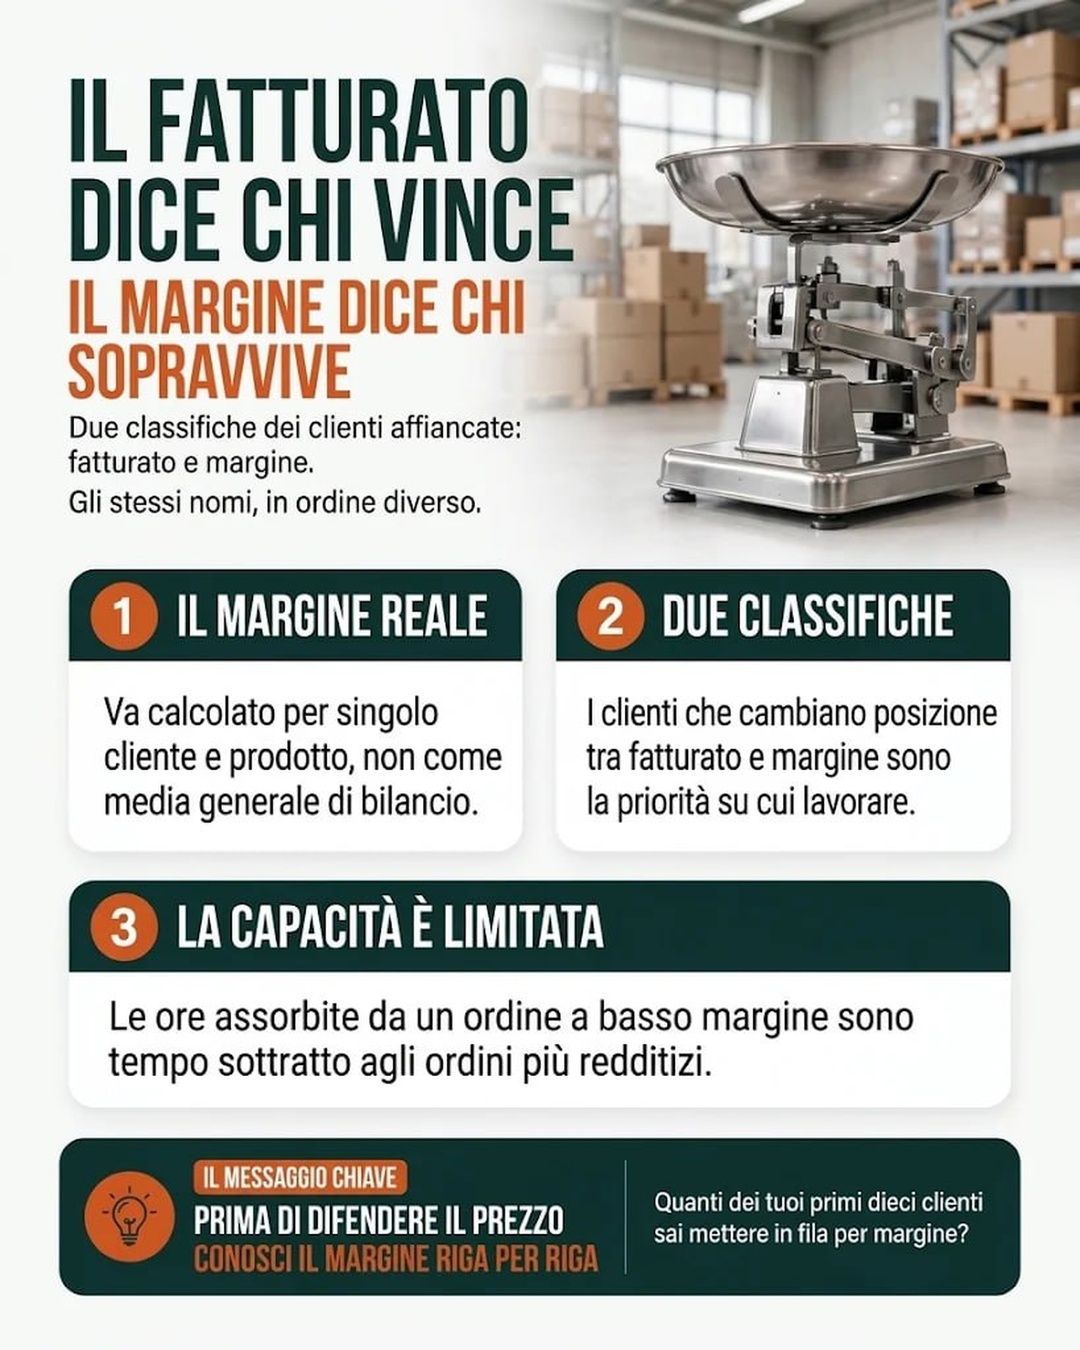 IL FATTURATO
DICE CHI VINCE
IL MARGINE DICE CHI
SOPRAVVIVE
Due classifiche dei clienti affiancate:
fatturato e margine.
Gli stessi nomi, in ordine diverso.
1 IL MARGINE REALE
Va calcolato per singolo
cliente e prodotto, non come
media generale di bilancio.
2 DUE CLASSIFICHE
I clienti che cambiano posizione
tra fatturato e margine sono
la priorità su cui lavorare.
3 LA CAPACITÀ È LIMITATA
Le ore assorbite da un ordine a basso margine sono
tempo sottratto agli ordini più redditizi.
IL MESSAGGIO CHIAVE
PRIMA DI DIFENDERE IL PREZZO
CONOSCI IL MARGINE RIGA PER RIGA
Quanti dei tuoi primi dieci clienti
sai mettere in fila per margine?